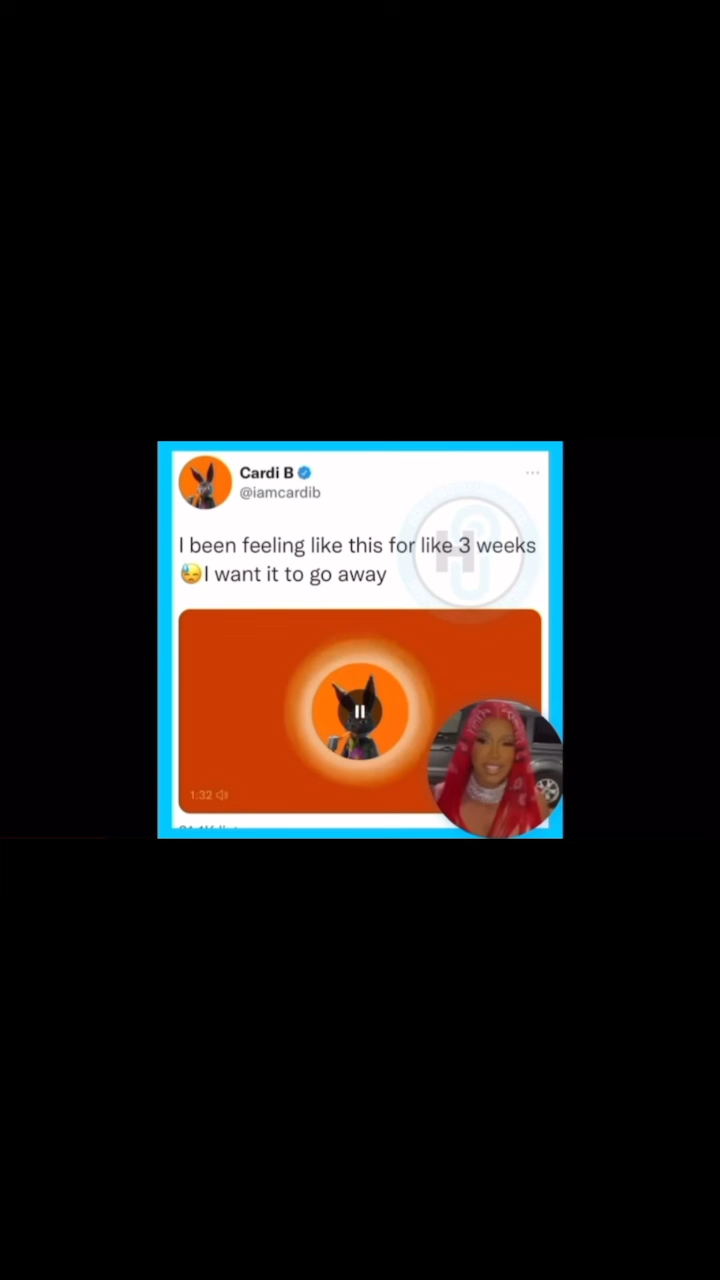 Cardi B
@iamcardib
I been feeling like this for like 3 weeks
😓I want it to go away
H
1:32